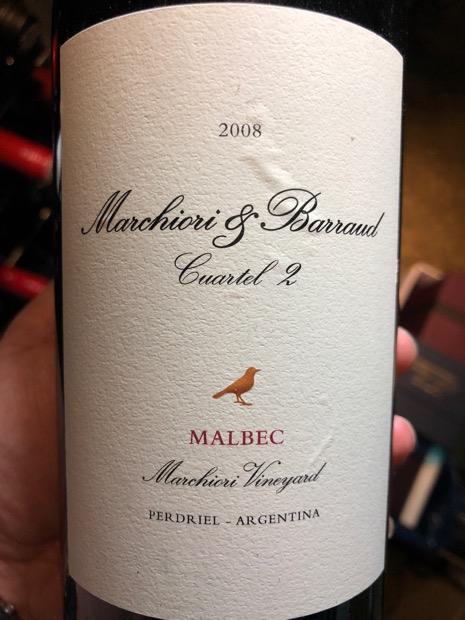 2008
Marchiori & Barraud
Cuartel 2
MALBEC
Marchiori Vineyard
PERDRIEL - ARGENTINA